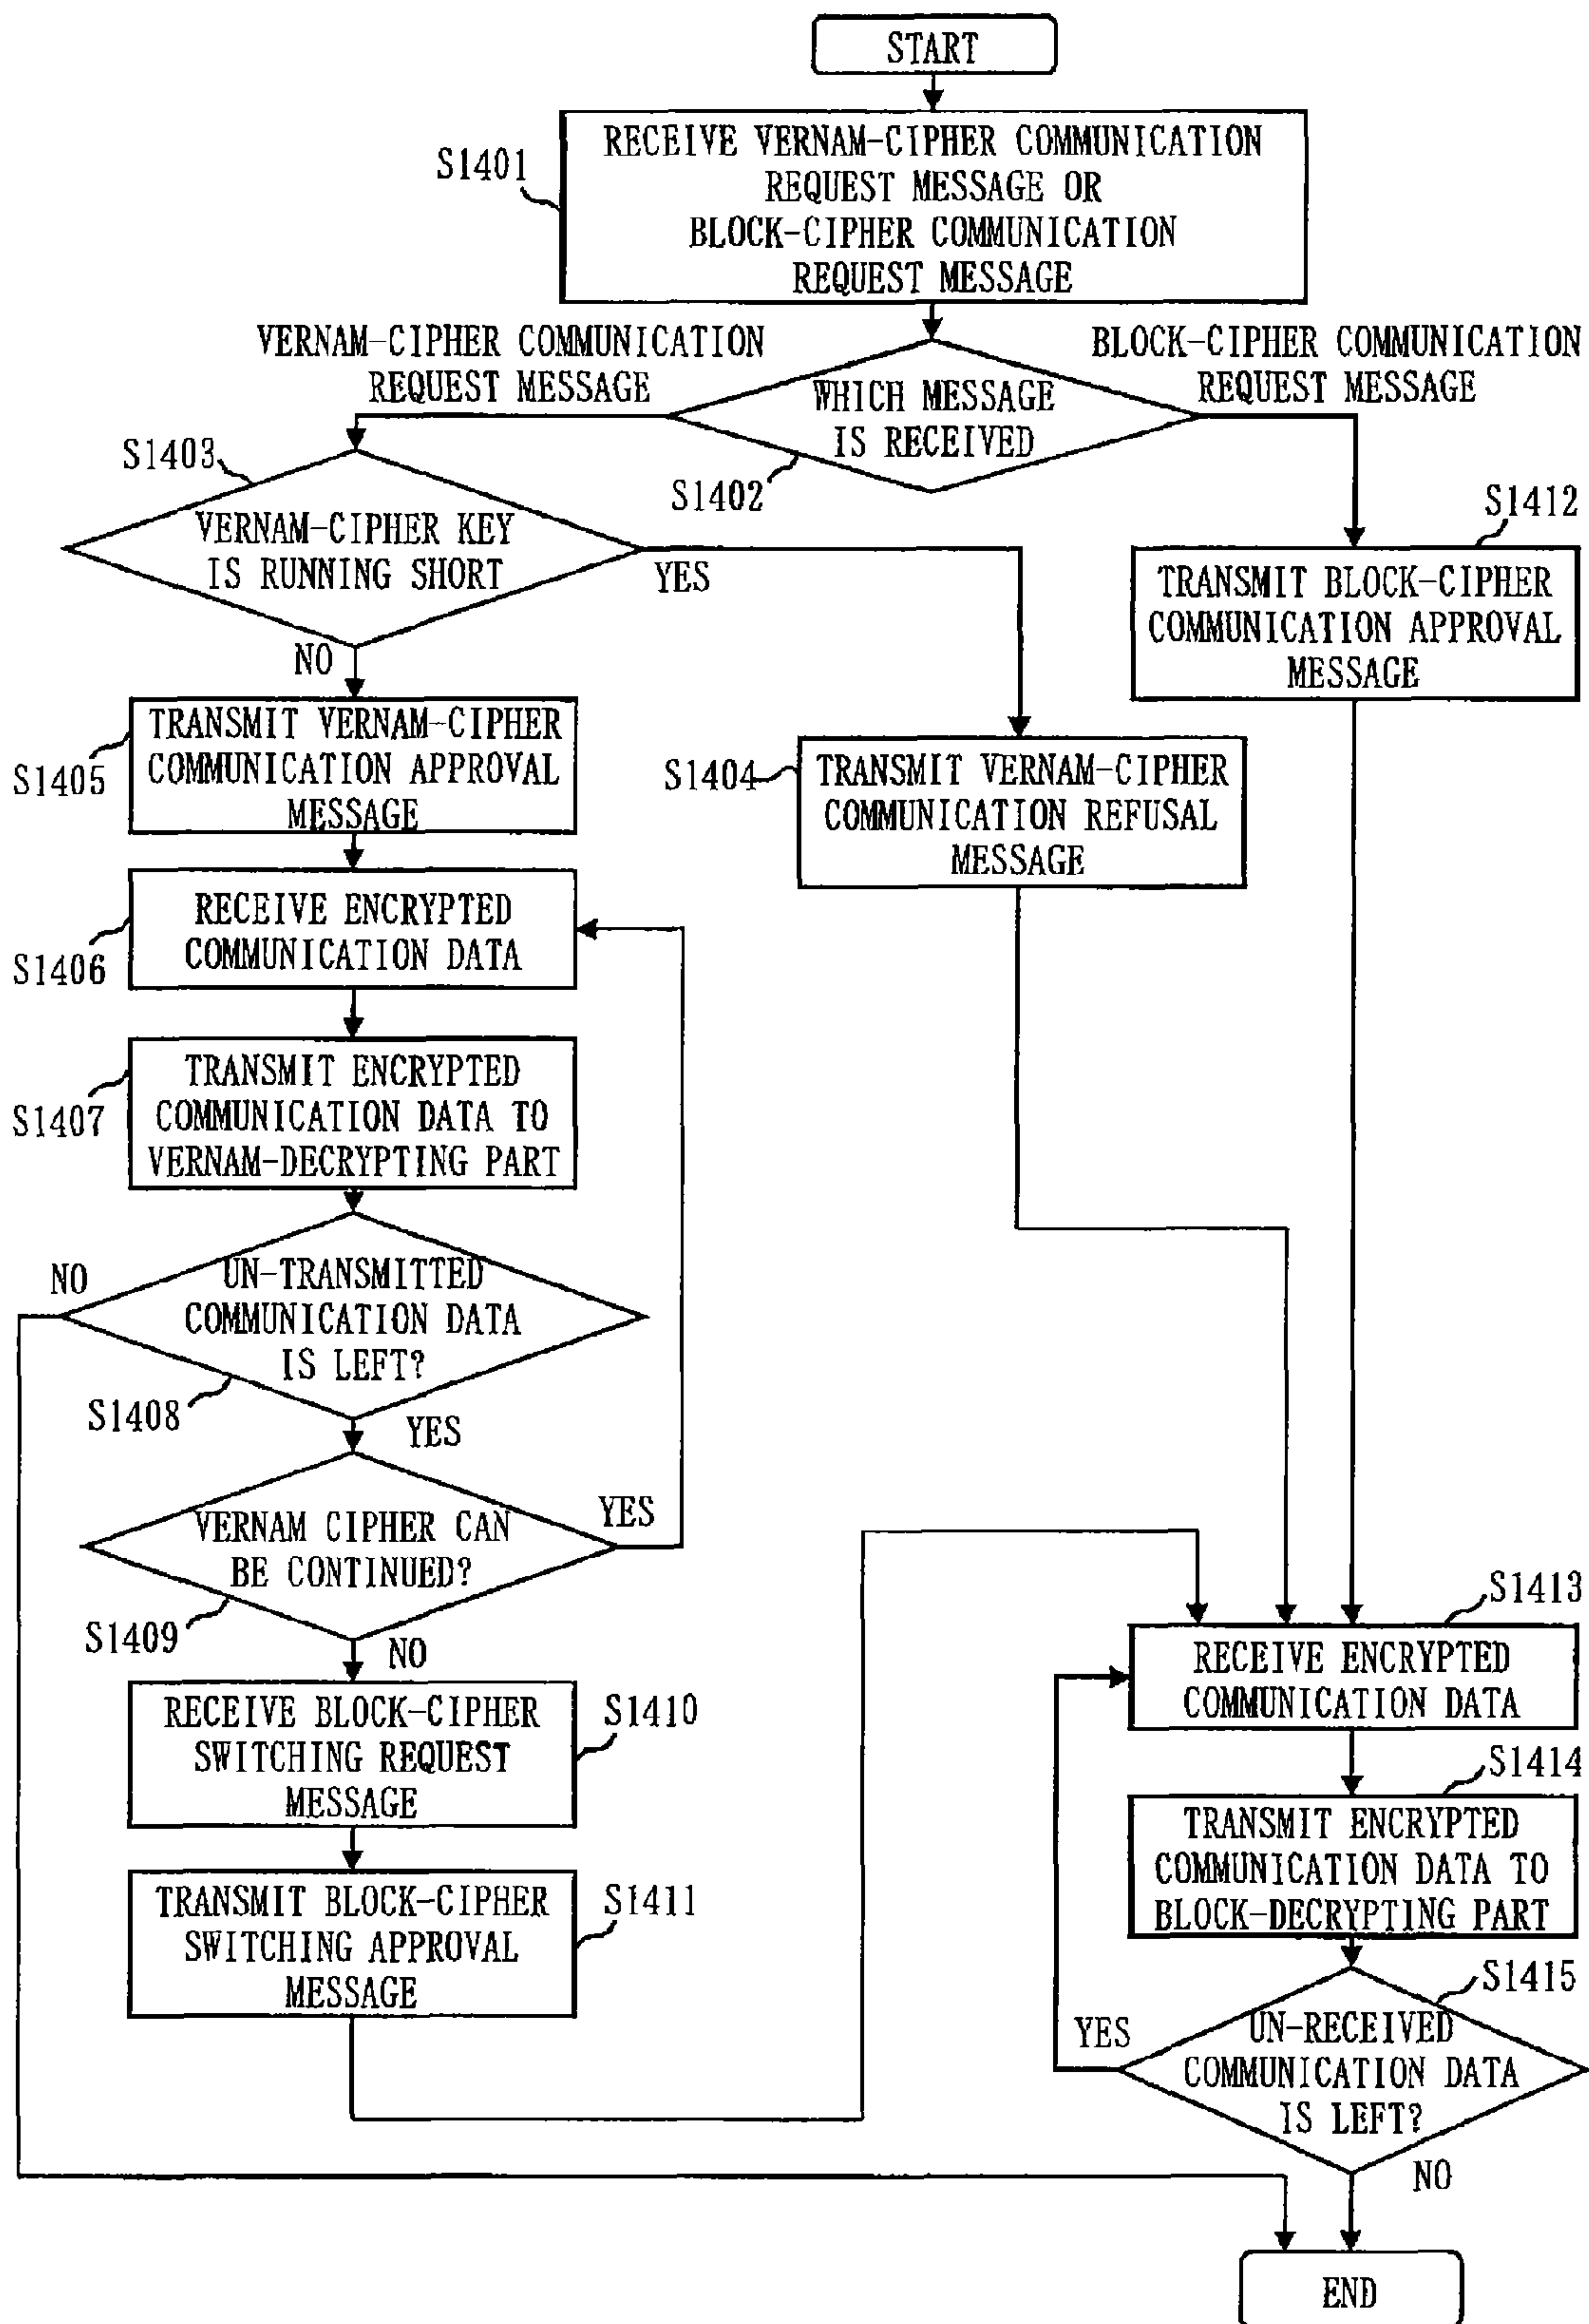 START
S1401
RECEIVE VERNAM-CIPHER COMMUNICATION
REQUEST MESSAGE OR
BLOCK-CIPHER COMMUNICATION
REQUEST MESSAGE
VERNAM-CIPHER COMMUNICATION
REQUEST MESSAGE
BLOCK-CIPHER COMMUNICATION
REQUEST MESSAGE
WHICH MESSAGE
IS RECEIVED
S1402
S1403
VERNAM-CIPHER KEY
IS RUNNING SHORT
YES
NO
S1412
TRANSMIT BLOCK-CIPHER
COMMUNICATION APPROVAL
MESSAGE
S1405
TRANSMIT VERNAM-CIPHER
COMMUNICATION APPROVAL
MESSAGE
S1404
TRANSMIT VERNAM-CIPHER
COMMUNICATION REFUSAL
MESSAGE
S1406
RECEIVE ENCRYPTED
COMMUNICATION DATA
S1407
TRANSMIT ENCRYPTED
COMMUNICATION DATA TO
VERNAM-DECRYPTING PART
NO
UN-TRANSMITTED
COMMUNICATION DATA
IS LEFT?
S1408
YES
VERNAM CIPHER CAN
BE CONTINUED?
YES
S1409
NO
RECEIVE BLOCK-CIPHER
SWITCHING REQUEST
MESSAGE
S1410
TRANSMIT BLOCK-CIPHER
SWITCHING APPROVAL
MESSAGE
S1411
S1413
RECEIVE ENCRYPTED
COMMUNICATION DATA
S1414
TRANSMIT ENCRYPTED
COMMUNICATION DATA TO
BLOCK-DECRYPTING PART
S1415
YES
UN-RECEIVED
COMMUNICATION DATA
IS LEFT?
NO
END